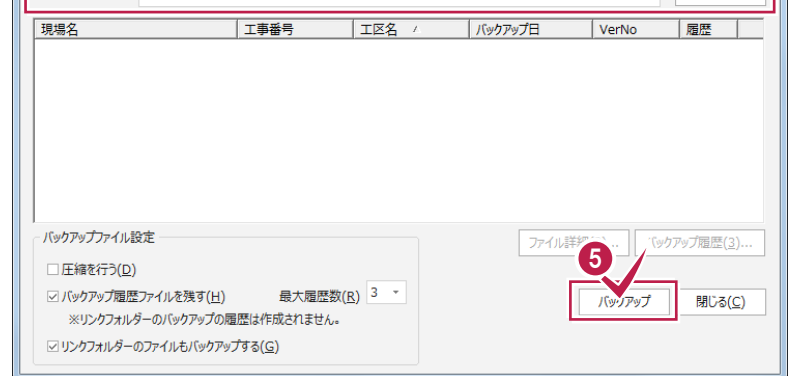 現場名 工事番号 工区名 バックアップ日 VerNo 履歴
バックアップファイル設定
圧縮を行う(D)
バックアップ履歴ファイルを残す(H) 最大履歴数(R) 3
※リンクフォルダーのバックアップの履歴は作成されません。
リンクフォルダーのファイルもバックアップする(G)
ファイル詳細 ... バックアップ履歴(3)...
5
バックアップ 閉じる(C)